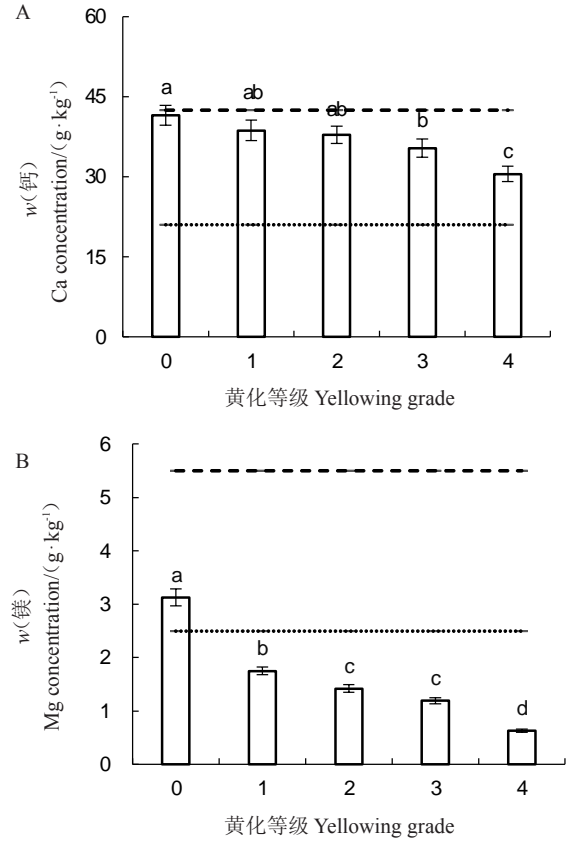 A
60
45
30
15
0
w(钙)
Ca concentration/(g·kg⁻¹)
a
ab
ab
b
c
0 1 2 3 4
黄化等级 Yellowing grade
B
6
5
4
3
2
1
0
w(镁)
Mg concentration/(g·kg⁻¹)
a
b
c
c
d
0 1 2 3 4
黄化等级 Yellowing grade